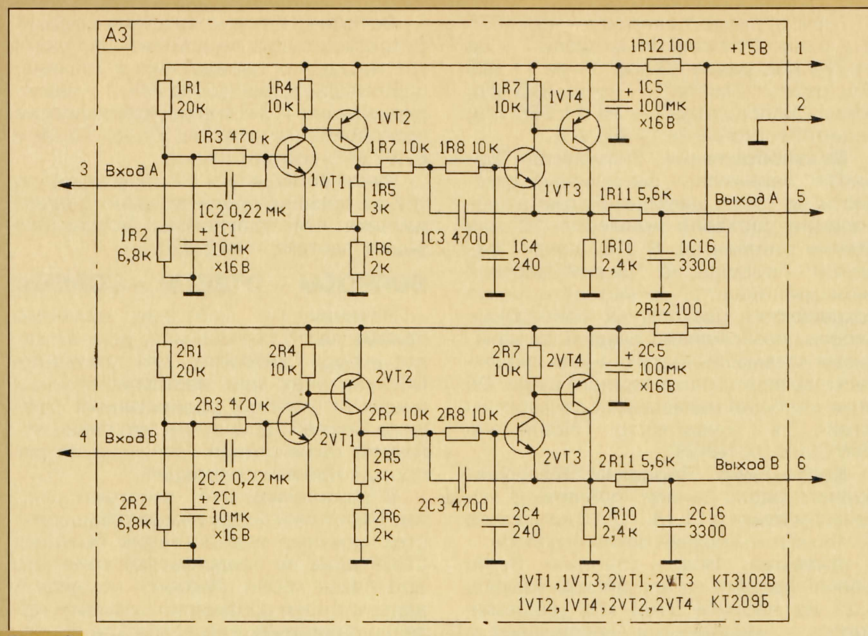 А3
1R12 100
+15В
1
1R1
20к
1R4
10к
1VT2
1R7
10к
1VT4
+ 1C5
100мк
×16В
2
1R3 470 к
3 Вход А
1VT1
1R7 10к
1R8 10к
1VT3
1C2 0,22 мк
1R5
3к
1R11 5,6к
Выход А
5
1R2
6,8к
+ 1C1
10мк
×16В
1R6
2к
1C3 4700
1C4
240
1R10
2,4к
1C16
3300
2R12 100
2R1
20к
2R4
10к
2VT2
2R7
10к
2VT4
+ 2C5
100мк
×16В
2R3 470 к
4 Вход В
2VT1
2R7 10к
2R8 10к
2VT3
2C2 0,22 мк
2R5
3к
2R11 5,6к
Выход В
6
2R2
6,8к
+ 2C1
10мк
×16В
2R6
2к
2C3 4700
2C4
240
2R10
2,4к
2C16
3300
1VT1,1VT3,2VT1;2VT3 КТ3102В
1VT2,1VT4,2VT2,2VT4 КТ209Б